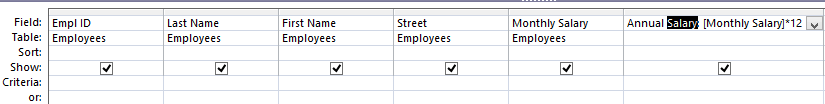 Field: Empl ID Last Name First Name Street Monthly Salary Annual Salary: [Monthly Salary]*12
Table: Employees Employees Employees Employees Employees
Sort:
Show:
Criteria:
or: